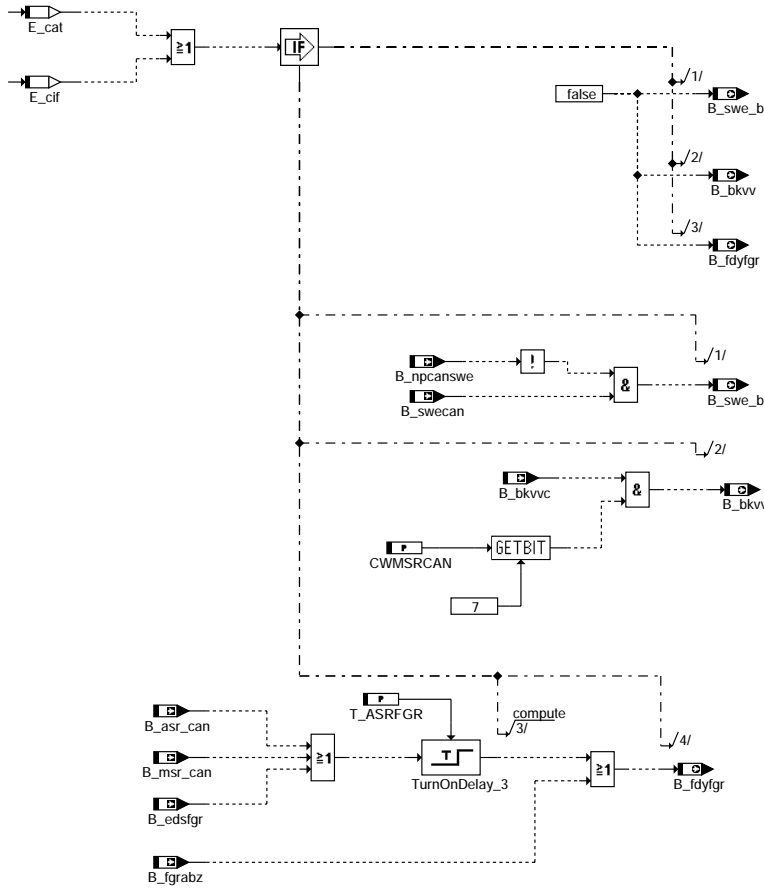 E_cat
≥1
IF
E_cif
1/
false
B_swe_b
2/
B_bkvv
3/
B_fdyfgr
1/
B_npcanswe
!
&
B_swecan
B_swe_b
2/
B_bkvvc
&
B_bkvv
P
GETBIT
CWMSRCAN
7
P
T_ASRFGR
compute
3/
B_asr_can
4/
≥1
T
≥1
B_msr_can
TurnOnDelay_3
B_fdyfgr
B_edsfgr
B_fgrabz